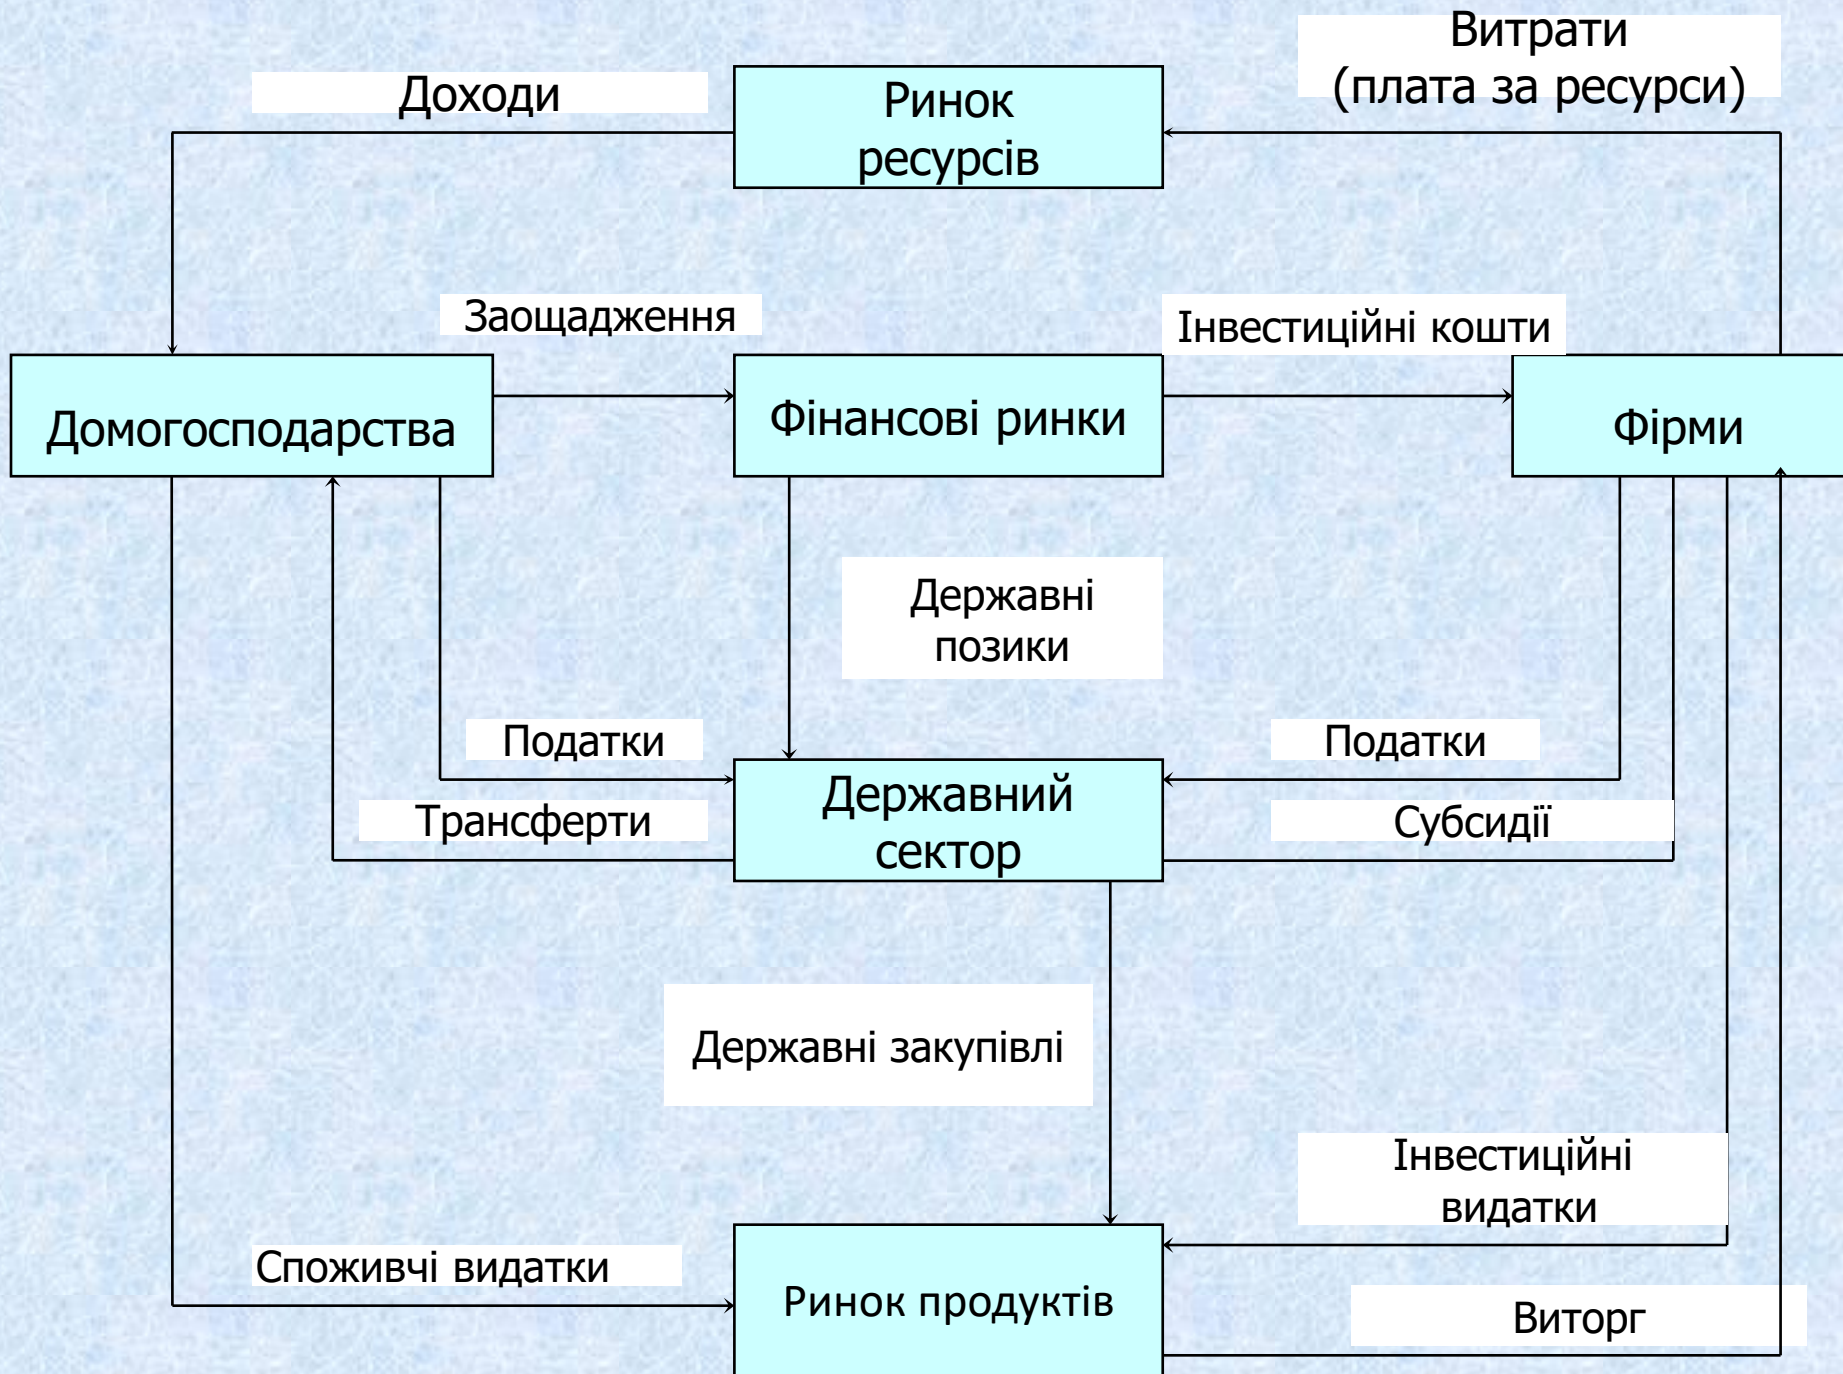 Витрати
(плата за ресурси)
Доходи
Ринок
ресурсів
Заощадження
Інвестиційні кошти
Домогосподарства
Фінансові ринки
Фірми
Державні
позики
Податки
Податки
Державний
сектор
Трансферти
Субсидії
Державні закупівлі
Інвестиційні
видатки
Споживчі видатки
Ринок продуктів
Виторг